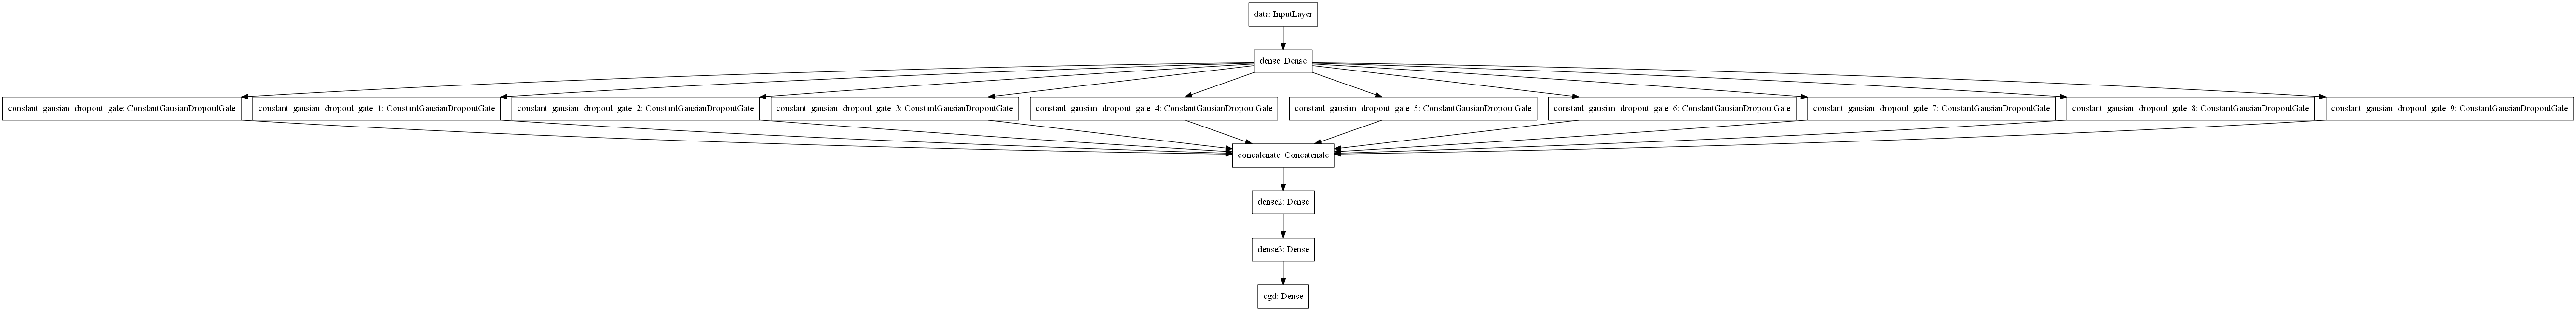 data: InputLayer
dense: Dense
constant_gausian_dropout_gate: ConstantGausianDropoutGate
constant_gausian_dropout_gate_1: ConstantGausianDropoutGate
constant_gausian_dropout_gate_2: ConstantGausianDropoutGate
constant_gausian_dropout_gate_3: ConstantGausianDropoutGate
constant_gausian_dropout_gate_4: ConstantGausianDropoutGate
constant_gausian_dropout_gate_5: ConstantGausianDropoutGate
constant_gausian_dropout_gate_6: ConstantGausianDropoutGate
constant_gausian_dropout_gate_7: ConstantGausianDropoutGate
constant_gausian_dropout_gate_8: ConstantGausianDropoutGate
constant_gausian_dropout_gate_9: ConstantGausianDropoutGate
concatenate: Concatenate
dense2: Dense
dense3: Dense
cgd: Dense